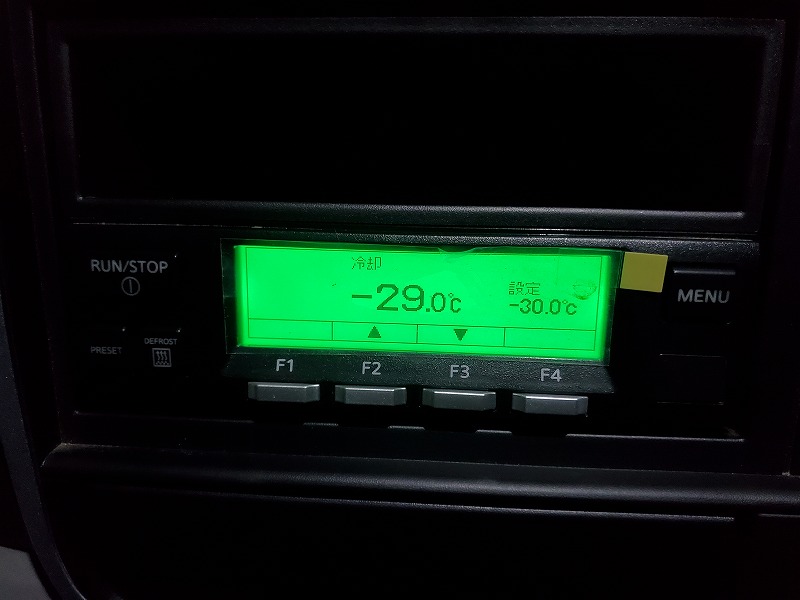 RUN/STOP
PRESET
DEFROST
冷却
-29.0℃
設定
-30.0℃
▲
▼
MENU
F1
F2
F3
F4